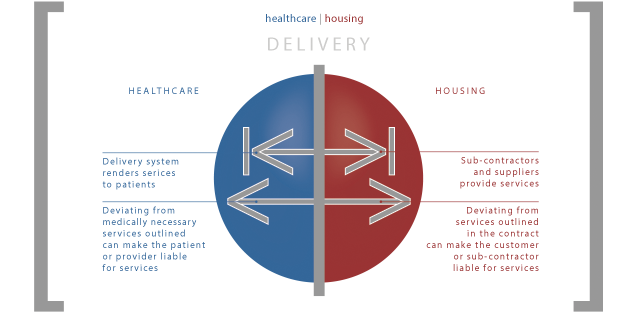 healthcare | housing
DELIVERY
HEALTHCARE
HOUSING
Delivery system
renders serices
to patients
Sub-contractors
and suppliers
provide services
Deviating from
medically necessary
services outlined
can make the patient
or provider liable
for services
Deviating from
services outlined
in the contract
can make the customer
or sub-contractor
liable for services